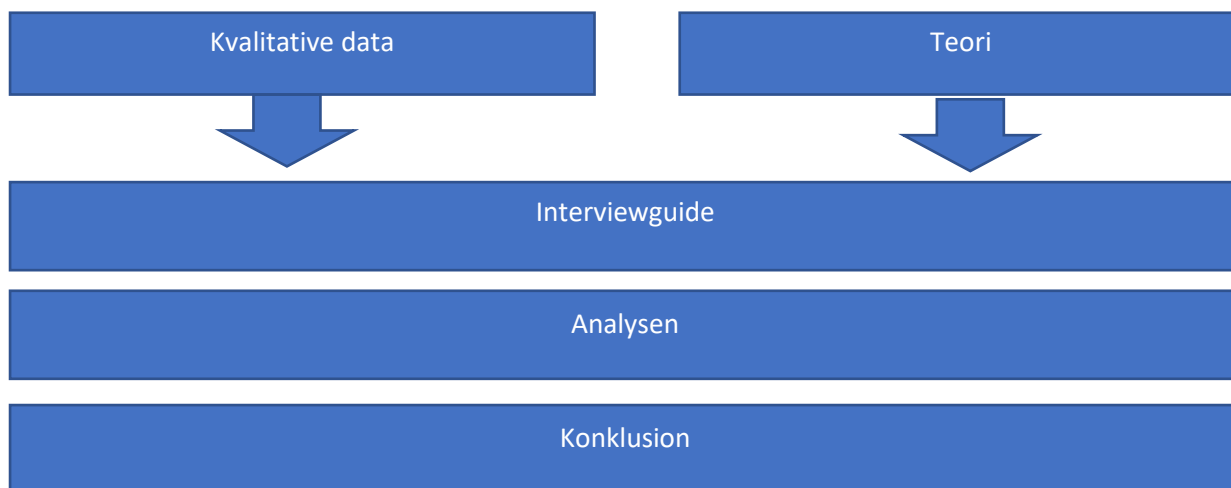 Kvalitative data
Teori
Interviewguide
Analysen
Konklusion